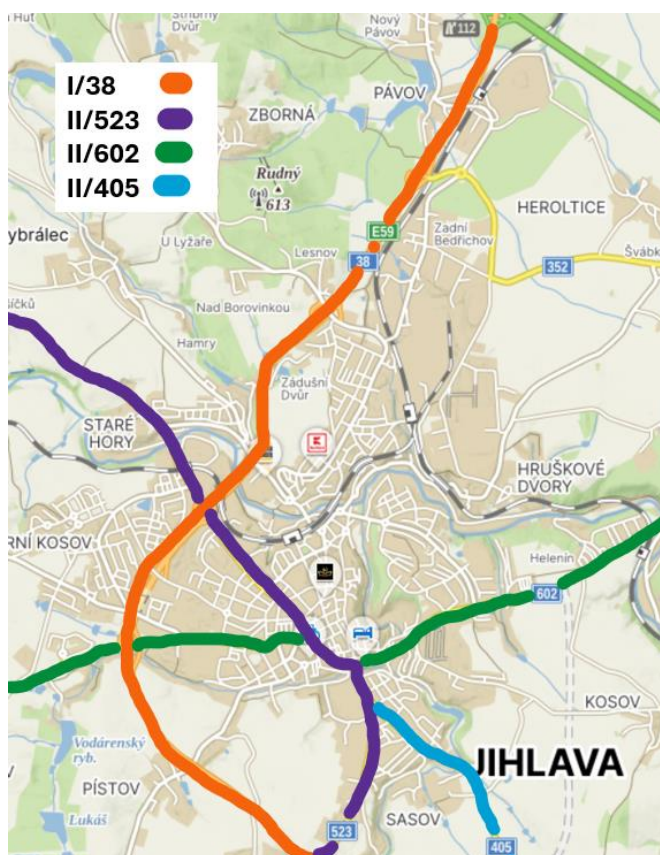 Nový
Pávov
112
Dvůr
PÁVOV
I/38
II/523
II/602
II/405
ZBORNÁ
Rudný
613
HEROLTICE
ybrálec
U Lyžaře
E59
Zadní
Bedřichov
Lesnov
38
352
Švábk
Nad Borovinkou
Hamry
Zádušní
Dvůr
STARÉ
HORY
HRUŠKOVÉ
DVORY
RNÍ KOSOV
Helenín
602
KOSOV
Vodárenský
ryb.
JIHLAVA
PÍSTOV
Lukáš
SASOV
523
405